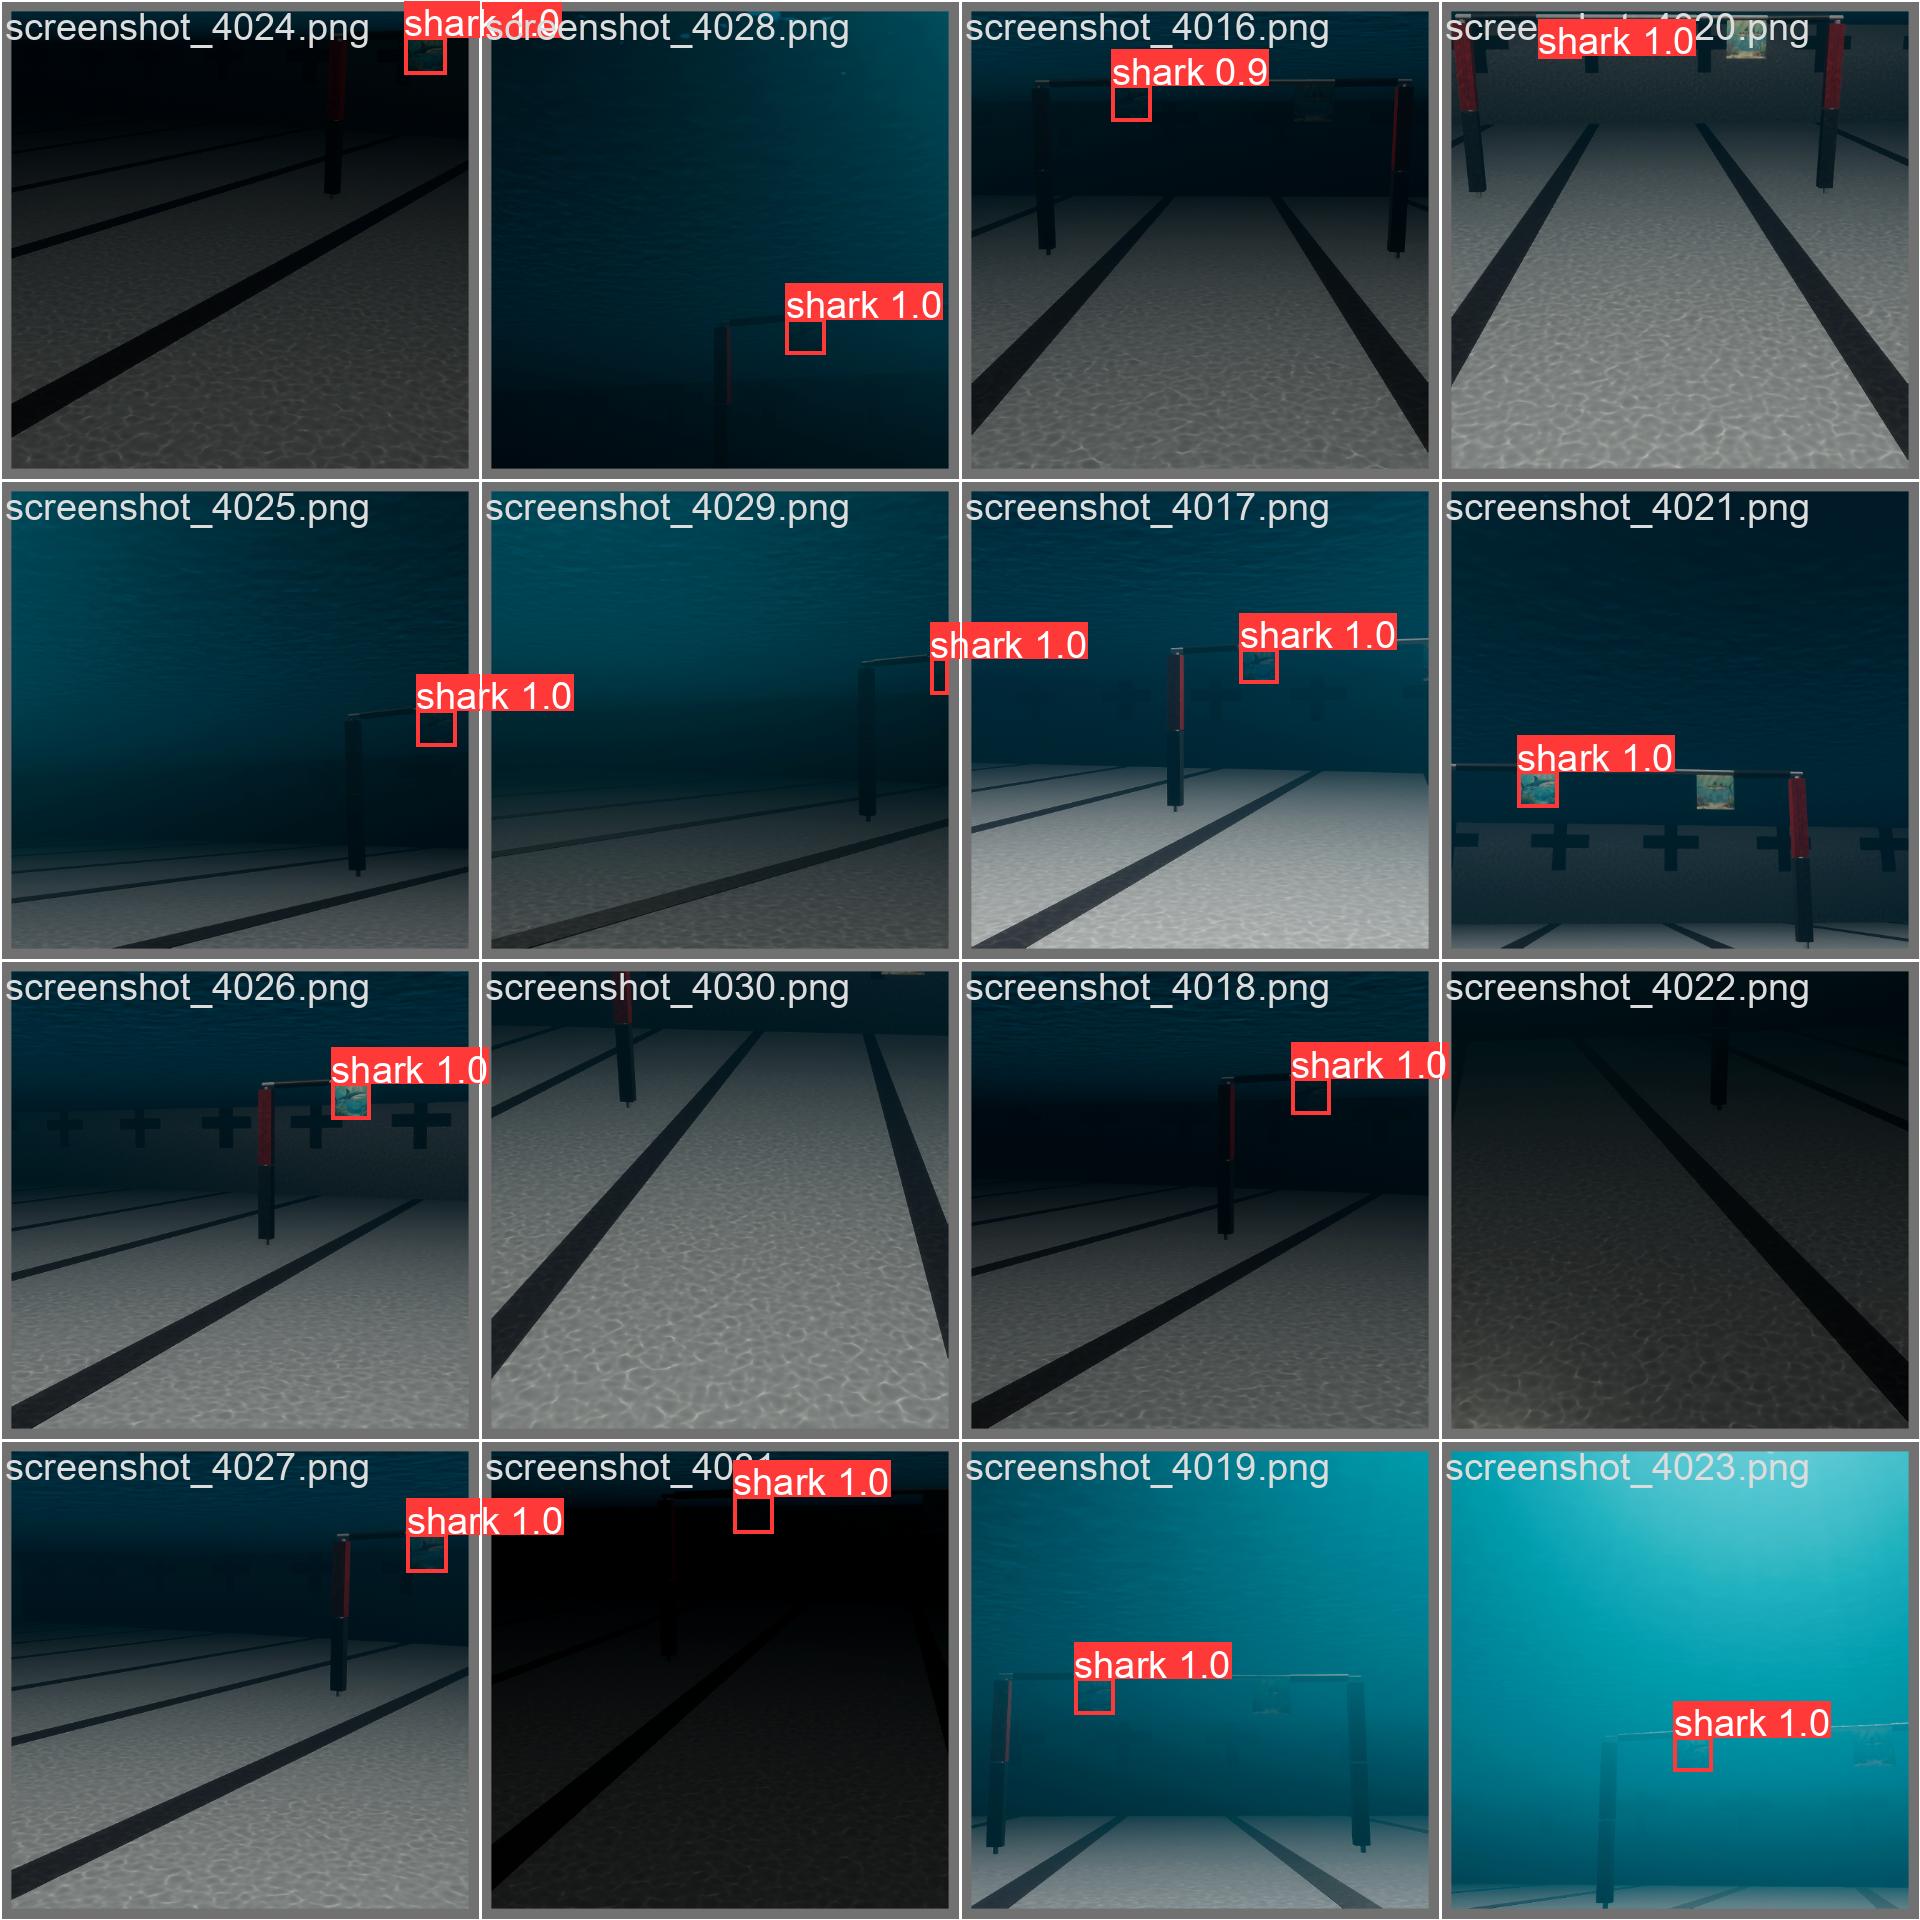 screenshot_4024.png
shark 1.0
screenshot_4028.png
shark 1.0
screenshot_4016.png
shark 0.9
screenshot_4020.png
shark 1.0
screenshot_4025.png
shark 1.0
screenshot_4029.png
shark 1.0
screenshot_4017.png
shark 1.0
screenshot_4021.png
shark 1.0
screenshot_4026.png
shark 1.0
screenshot_4030.png
screenshot_4018.png
shark 1.0
screenshot_4022.png
screenshot_4027.png
shark 1.0
shark 1.0
screenshot_4019.png
shark 1.0
screenshot_4023.png
shark 1.0